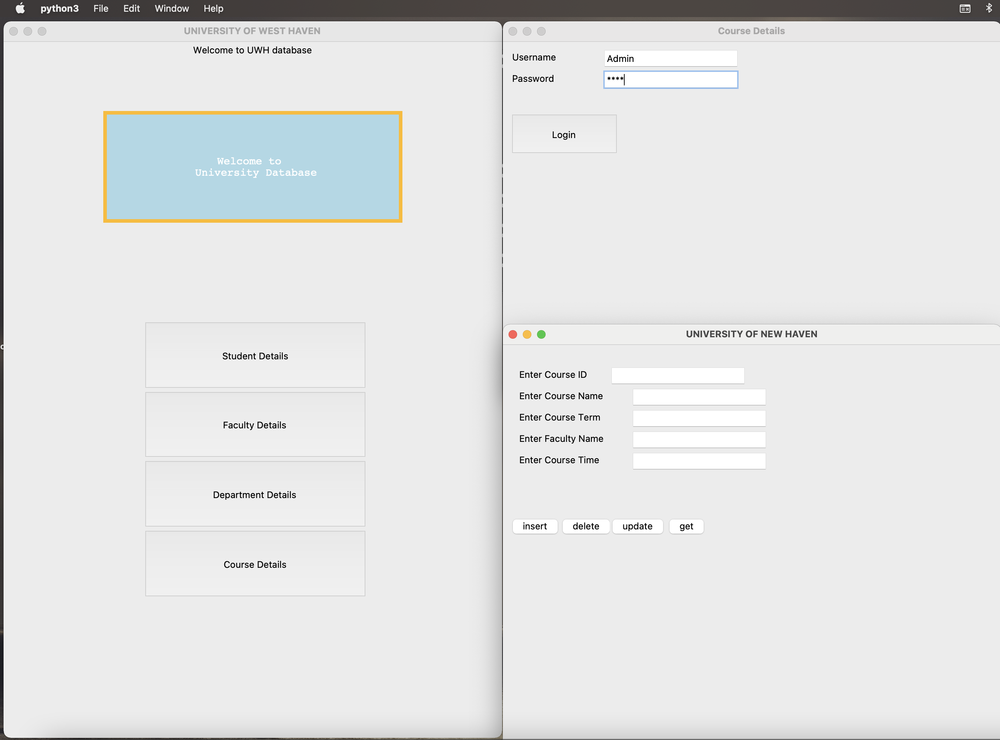 python3 File Edit Window Help
UNIVERSITY OF WEST HAVEN
Welcome to UWH database
Welcome to
University Database
Student Details
Faculty Details
Department Details
Course Details
Course Details
Username Admin
Password ****
Login
UNIVERSITY OF NEW HAVEN
Enter Course ID
Enter Course Name
Enter Course Term
Enter Faculty Name
Enter Course Time
insert delete update get